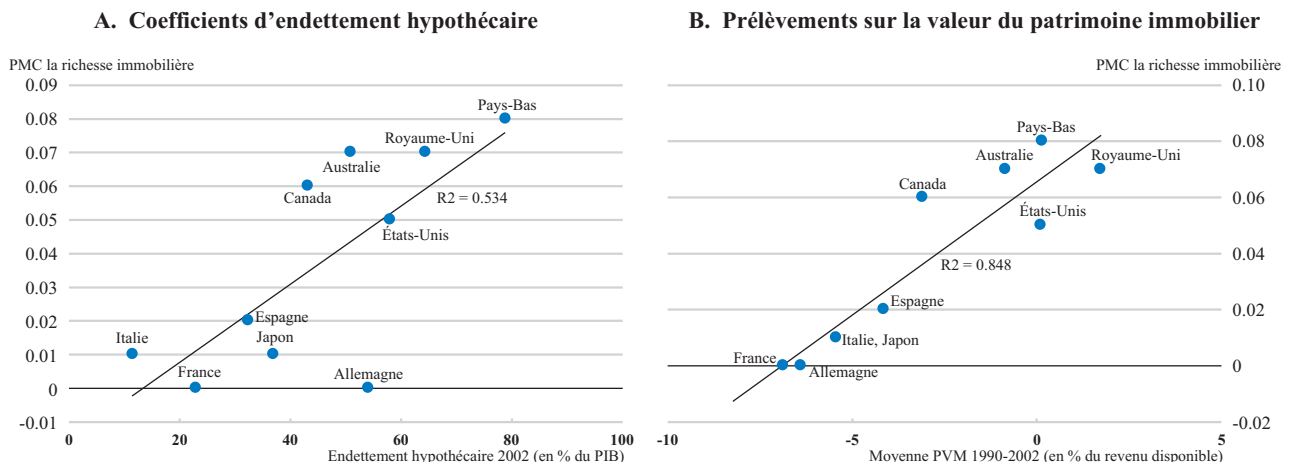 A. Coefficients d'endettement hypothécaire
PMC la richesse immobilière
0.09
0.08
0.07
0.06
0.05
0.04
0.03
0.02
0.01
0
-0.01
Pays-Bas
Royaume-Uni
Australie
Canada
R2 = 0.534
États-Unis
Espagne
Italie
Japon
France
Allemagne
0 20 40 60 80 100
Endettement hypothécaire 2002 (en % du PIB)
B. Prélèvements sur la valeur du patrimoine immobilier
PMC la richesse immobilière
0.10
0.08
0.06
0.04
0.02
0
-0.02
Pays-Bas
Australie
Royaume-Uni
Canada
États-Unis
R2 = 0.848
Espagne
Italie, Japon
France
Allemagne
-10 -5 0 5
Moyenne PVM 1990-2002 (en % du revenu disponible)